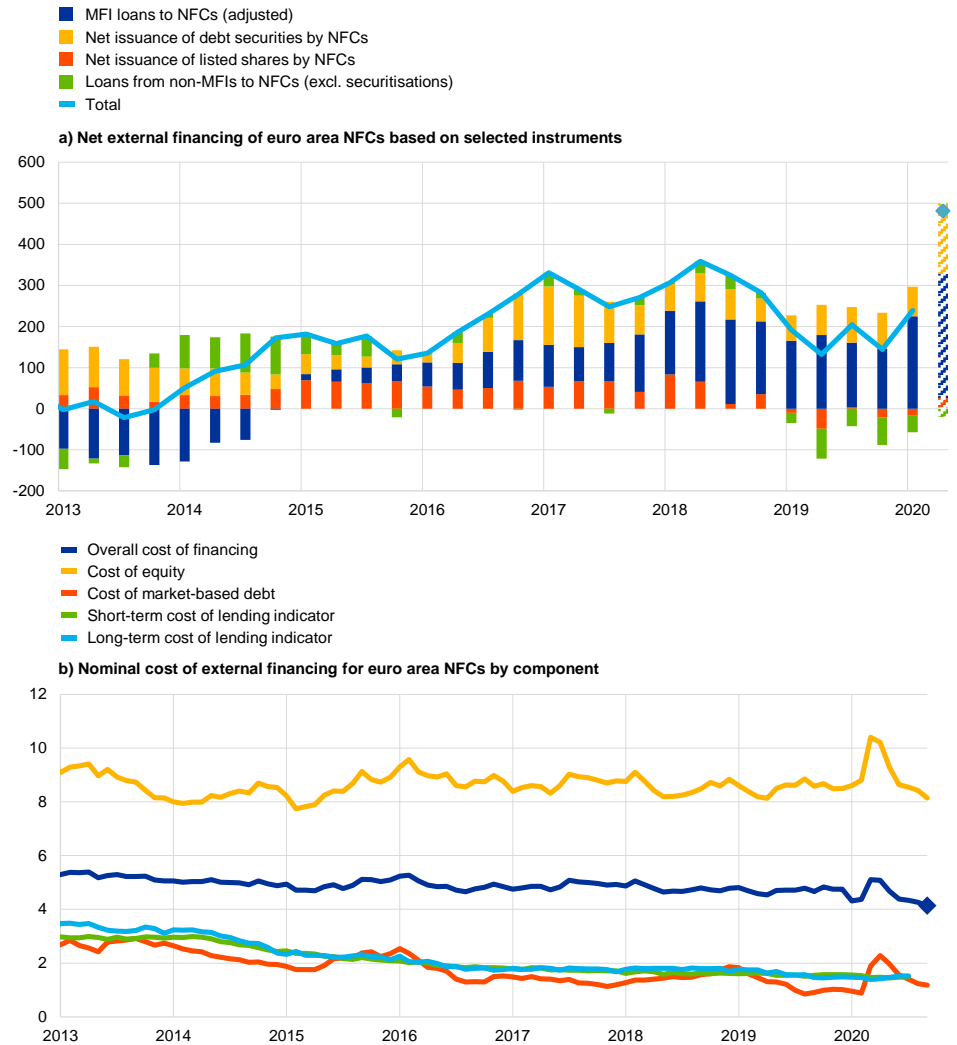 MFI loans to NFCs (adjusted)
Net issuance of debt securities by NFCs
Net issuance of listed shares by NFCs
Loans from non-MFIs to NFCs (excl. securitisations)
Total
a) Net external financing of euro area NFCs based on selected instruments
600
500
400
300
200
100
0
-100
-200
2013 2014 2015 2016 2017 2018 2019 2020
Overall cost of financing
Cost of equity
Cost of market-based debt
Short-term cost of lending indicator
Long-term cost of lending indicator
b) Nominal cost of external financing for euro area NFCs by component
12
10
8
6
4
2
0
2013 2014 2015 2016 2017 2018 2019 2020